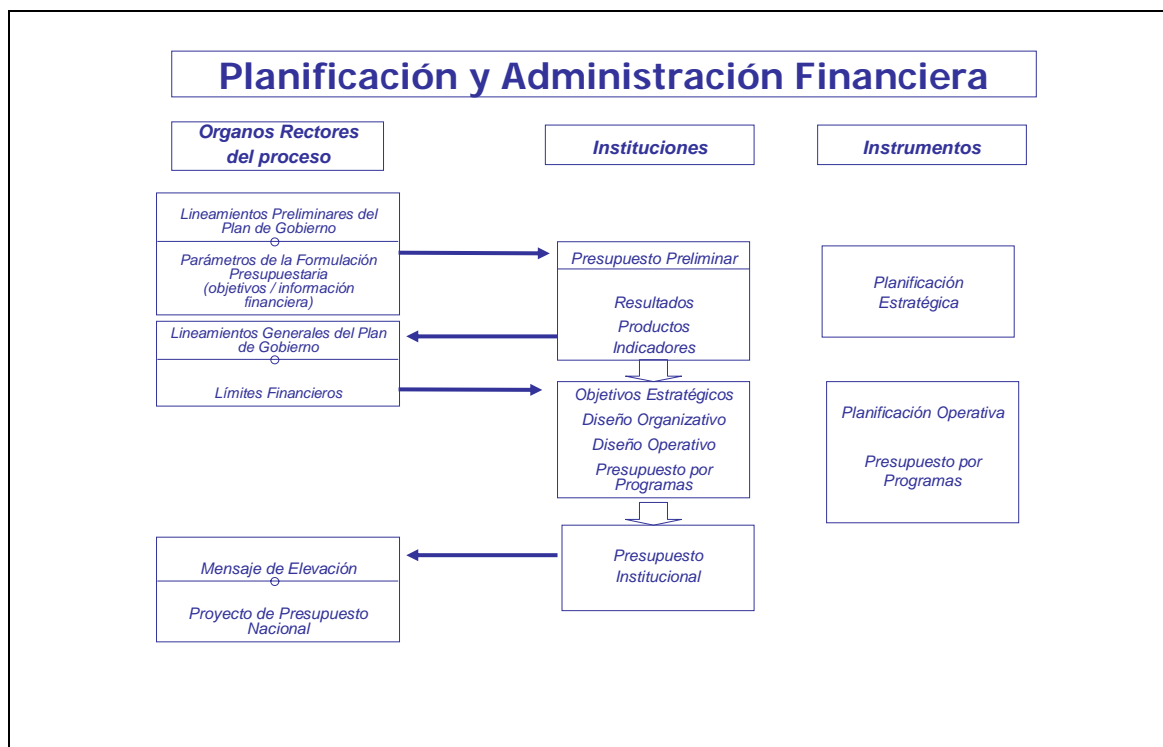 Planificación y Administración Financiera
Organos Rectores
del proceso
Instituciones
Instrumentos
Lineamientos Preliminares del
Plan de Gobierno
Parámetros de la Formulación
Presupuestaria
(objetivos / información
financiera)
Presupuesto Preliminar
Resultados
Productos
Indicadores
Planificación
Estratégica
Lineamientos Generales del Plan
de Gobierno
Límites Financieros
Objetivos Estratégicos
Diseño Organizativo
Diseño Operativo
Presupuesto por
Programas
Planificación Operativa
Presupuesto por
Programas
Mensaje de Elevación
Proyecto de Presupuesto
Nacional
Presupuesto
Institucional